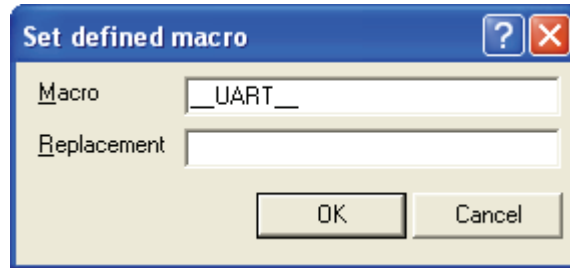 Set defined macro
?
Macro __UART__
Replacement
OK Cancel